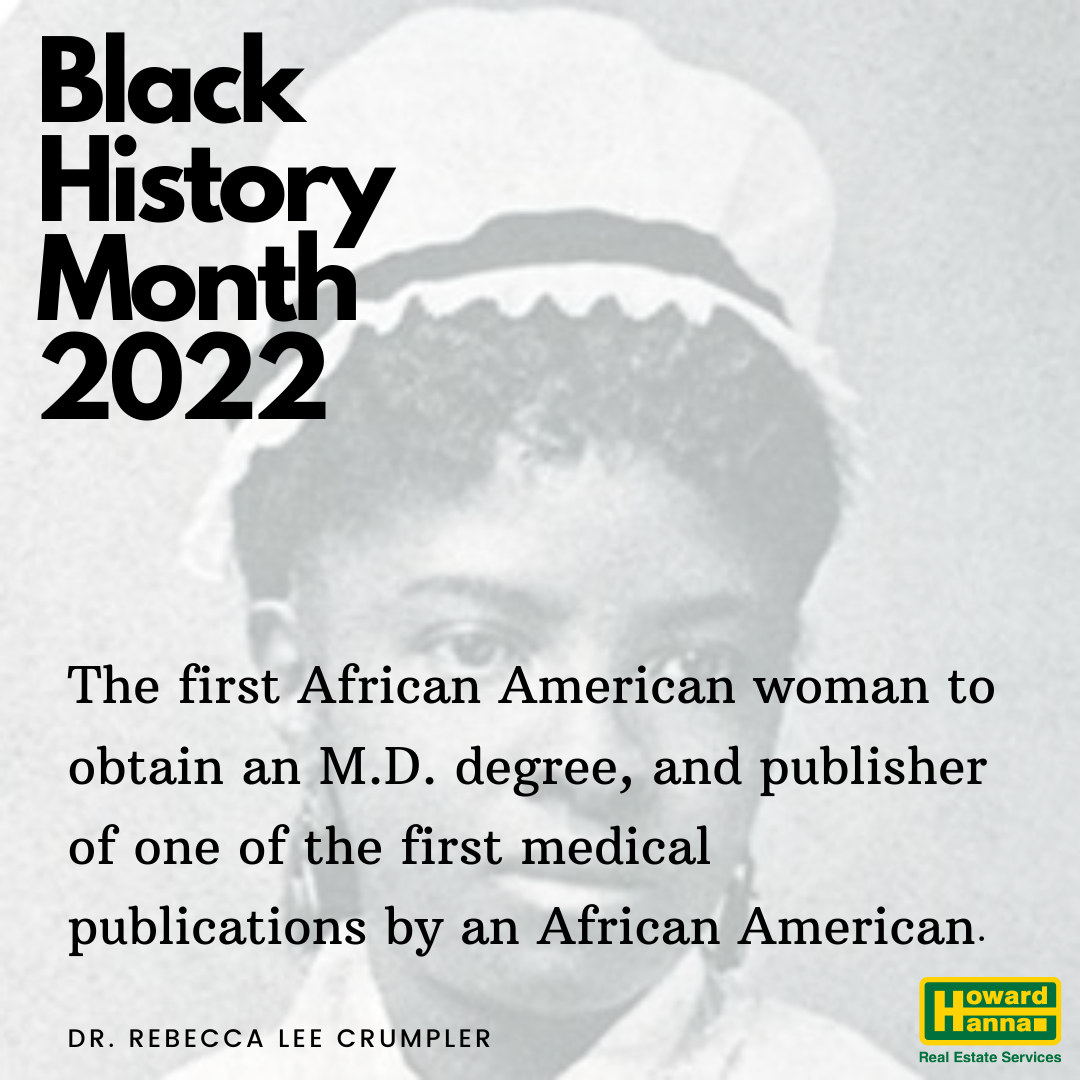 Black
History
Month
2022
The first African American woman to
obtain an M.D. degree, and publisher
of one of the first medical
publications by an African American.
DR. REBECCA LEE CRUMPLER
Howard
Hanna
Real Estate Services